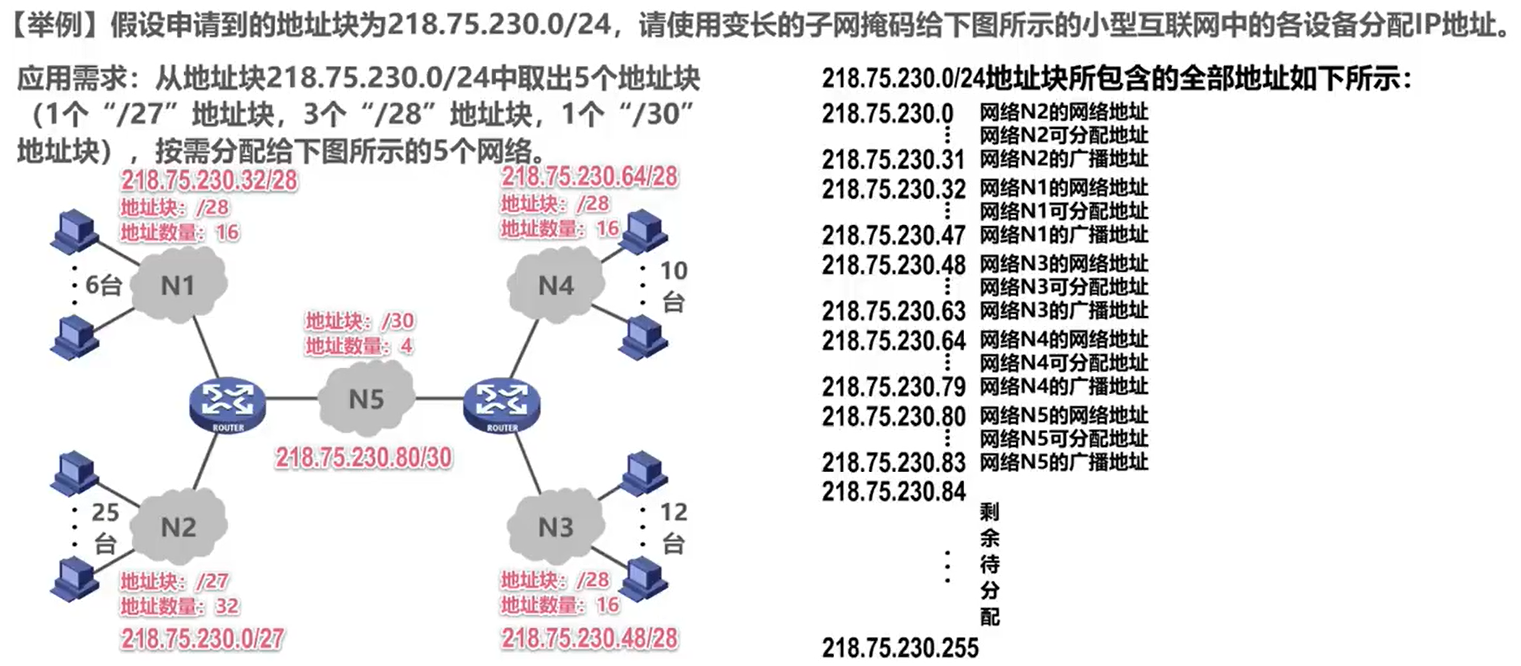 【举例】假设申请到的地址块为218.75.230.0/24，请使用变长的子网掩码给下图所示的小型互联网中的各设备分配IP地址。
应用需求：从地址块218.75.230.0/24中取出5个地址块
（1个“/27”地址块，3个“/28”地址块，1个“/30”
地址块），按需分配给下图所示的5个网络。
218.75.230.32/28
地址块：/28
地址数量：16
6台
N1
218.75.230.64/28
地址块：/28
地址数量：16
N4
10
台
地址块：/30
地址数量：4
N5
ROUTER
ROUTER
218.75.230.80/30
25
台
N2
地址块：/27
地址数量：32
218.75.230.0/27
N3
12
台
地址块：/28
地址数量：16
218.75.230.48/28
218.75.230.0/24地址块所包含的全部地址如下所示：
218.75.230.0 网络N2的网络地址
⋮ 网络N2可分配地址
218.75.230.31 网络N2的广播地址
218.75.230.32 网络N1的网络地址
⋮ 网络N1可分配地址
218.75.230.47 网络N1的广播地址
218.75.230.48 网络N3的网络地址
⋮ 网络N3可分配地址
218.75.230.63 网络N3的广播地址
218.75.230.64 网络N4的网络地址
⋮ 网络N4可分配地址
218.75.230.79 网络N4的广播地址
218.75.230.80 网络N5的网络地址
⋮ 网络N5可分配地址
218.75.230.83 网络N5的广播地址
218.75.230.84
剩
余
待
分
配
218.75.230.255